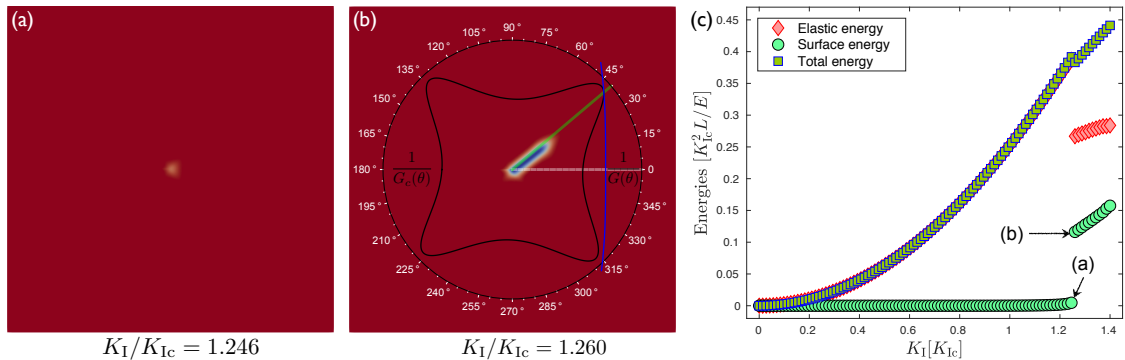 (a)
K_I/K_Ic = 1.246
(b)
90°
75°
60°
45°
30°
15°
0
345°
330°
315°
300°
285°
270°
255°
240°
225°
210°
195°
180°
165°
150°
135°
120°
105°
1/G_c(θ)
1/G(θ)
K_I/K_Ic = 1.260
(c)
Elastic energy
Surface energy
Total energy
Energies [K_Ic^2 L/E]
0.45
0.4
0.35
0.3
0.25
0.2
0.15
0.1
0.05
0
(b)
(a)
0 0.2 0.4 0.6 0.8 1 1.2 1.4
K_I[K_Ic]